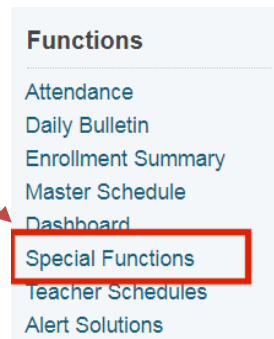 Functions
Attendance
Daily Bulletin
Enrollment Summary
Master Schedule
Dashboard
Special Functions
Teacher Schedules
Alert Solutions